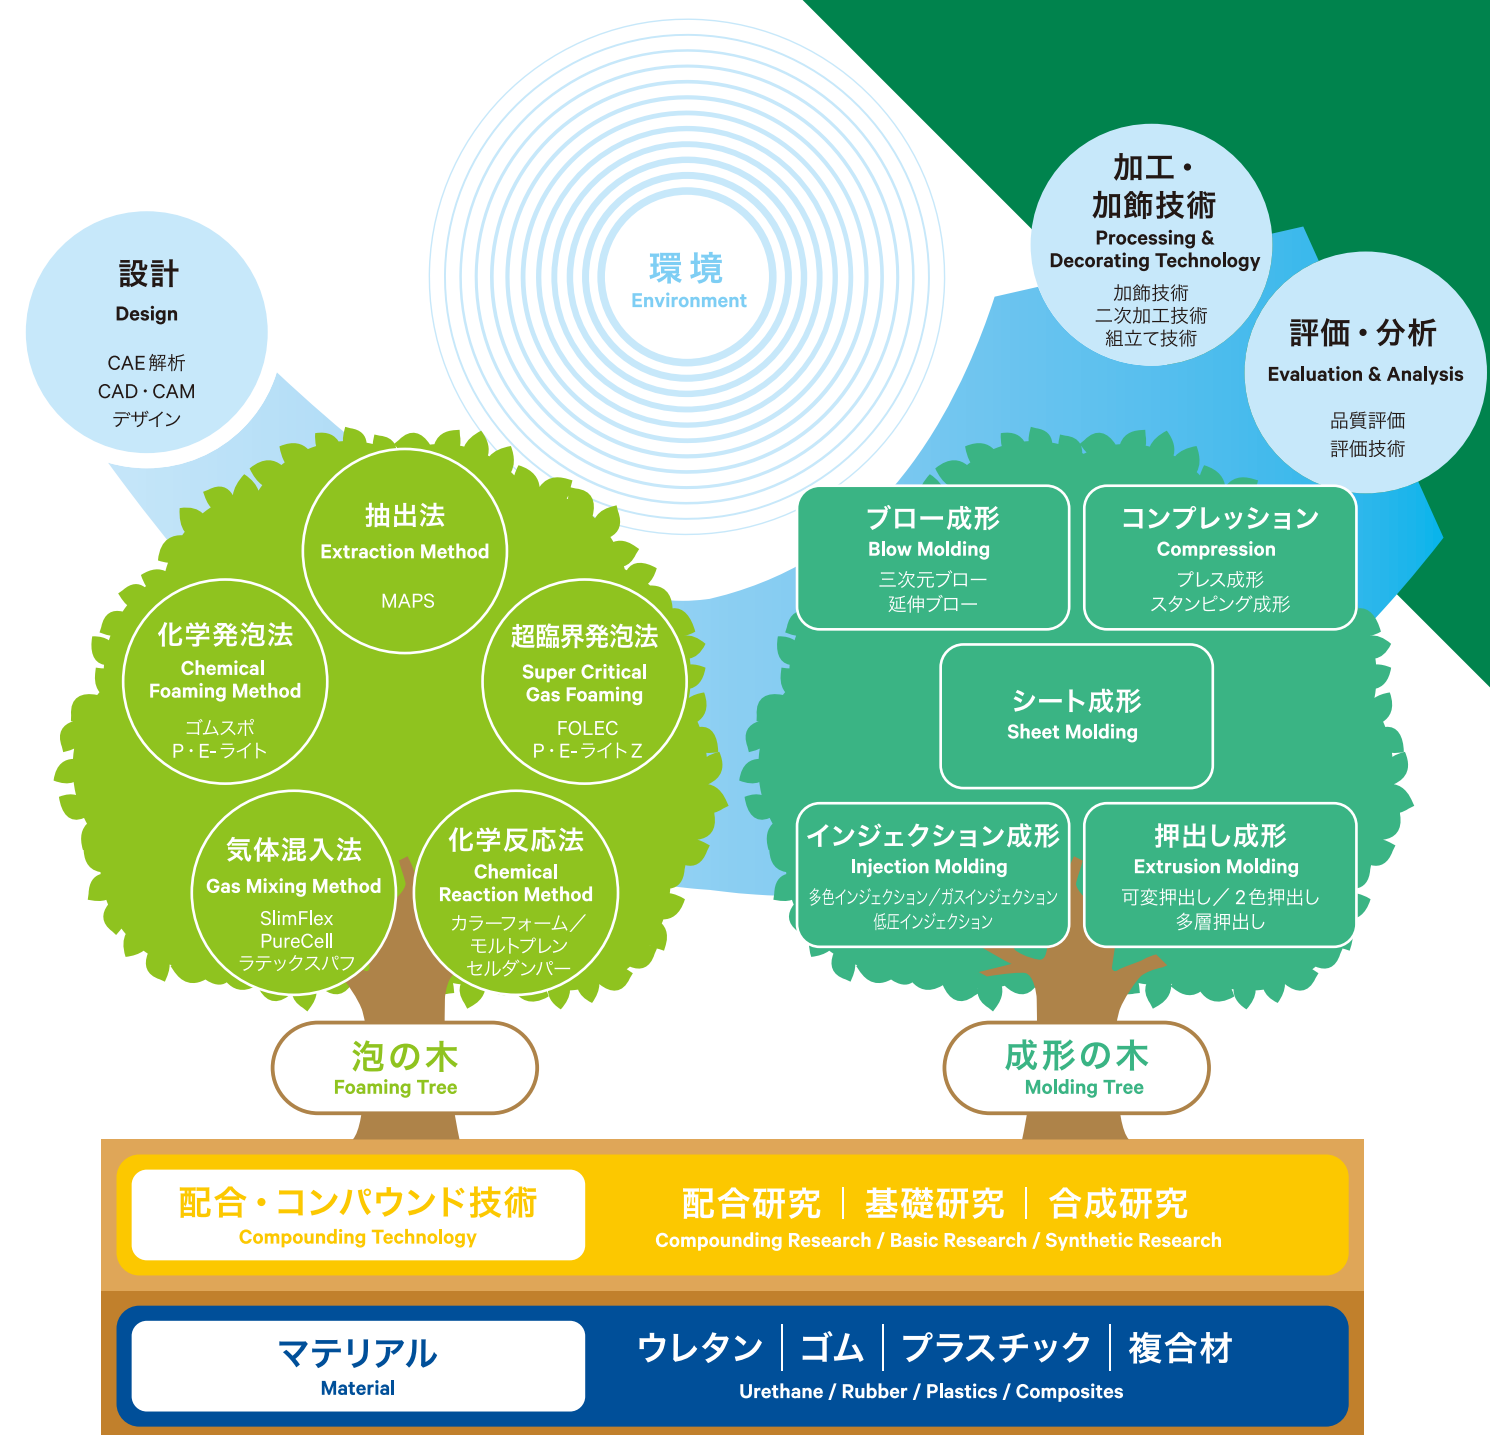 環境
Environment
設計
Design
CAE解析
CAD・CAM
デザイン
加工・
加飾技術
Processing &
Decorating Technology
加飾技術
二次加工技術
組立て技術
評価・分析
Evaluation & Analysis
品質評価
評価技術
抽出法
Extraction Method
MAPS
化学発泡法
Chemical
Foaming Method
ゴムスポ
P・E-ライト
超臨界発泡法
Super Critical
Gas Foaming
FOLEC
P・E-ライトZ
気体混入法
Gas Mixing Method
SlimFlex
PureCell
ラテックスパフ
化学反応法
Chemical
Reaction Method
カラーフォーム／
モルトプレン
セルダンパー
泡の木
Foaming Tree
ブロー成形
Blow Molding
三次元ブロー
延伸ブロー
コンプレッション
Compression
プレス成形
スタンピング成形
シート成形
Sheet Molding
インジェクション成形
Injection Molding
多色インジェクション／ガスインジェクション
低圧インジェクション
押出し成形
Extrusion Molding
可変押出し／2色押出し
多層押出し
成形の木
Molding Tree
配合・コンパウンド技術
Compounding Technology
配合研究｜基礎研究｜合成研究
Compounding Research / Basic Research / Synthetic Research
マテリアル
Material
ウレタン｜ゴム｜プラスチック｜複合材
Urethane / Rubber / Plastics / Composites